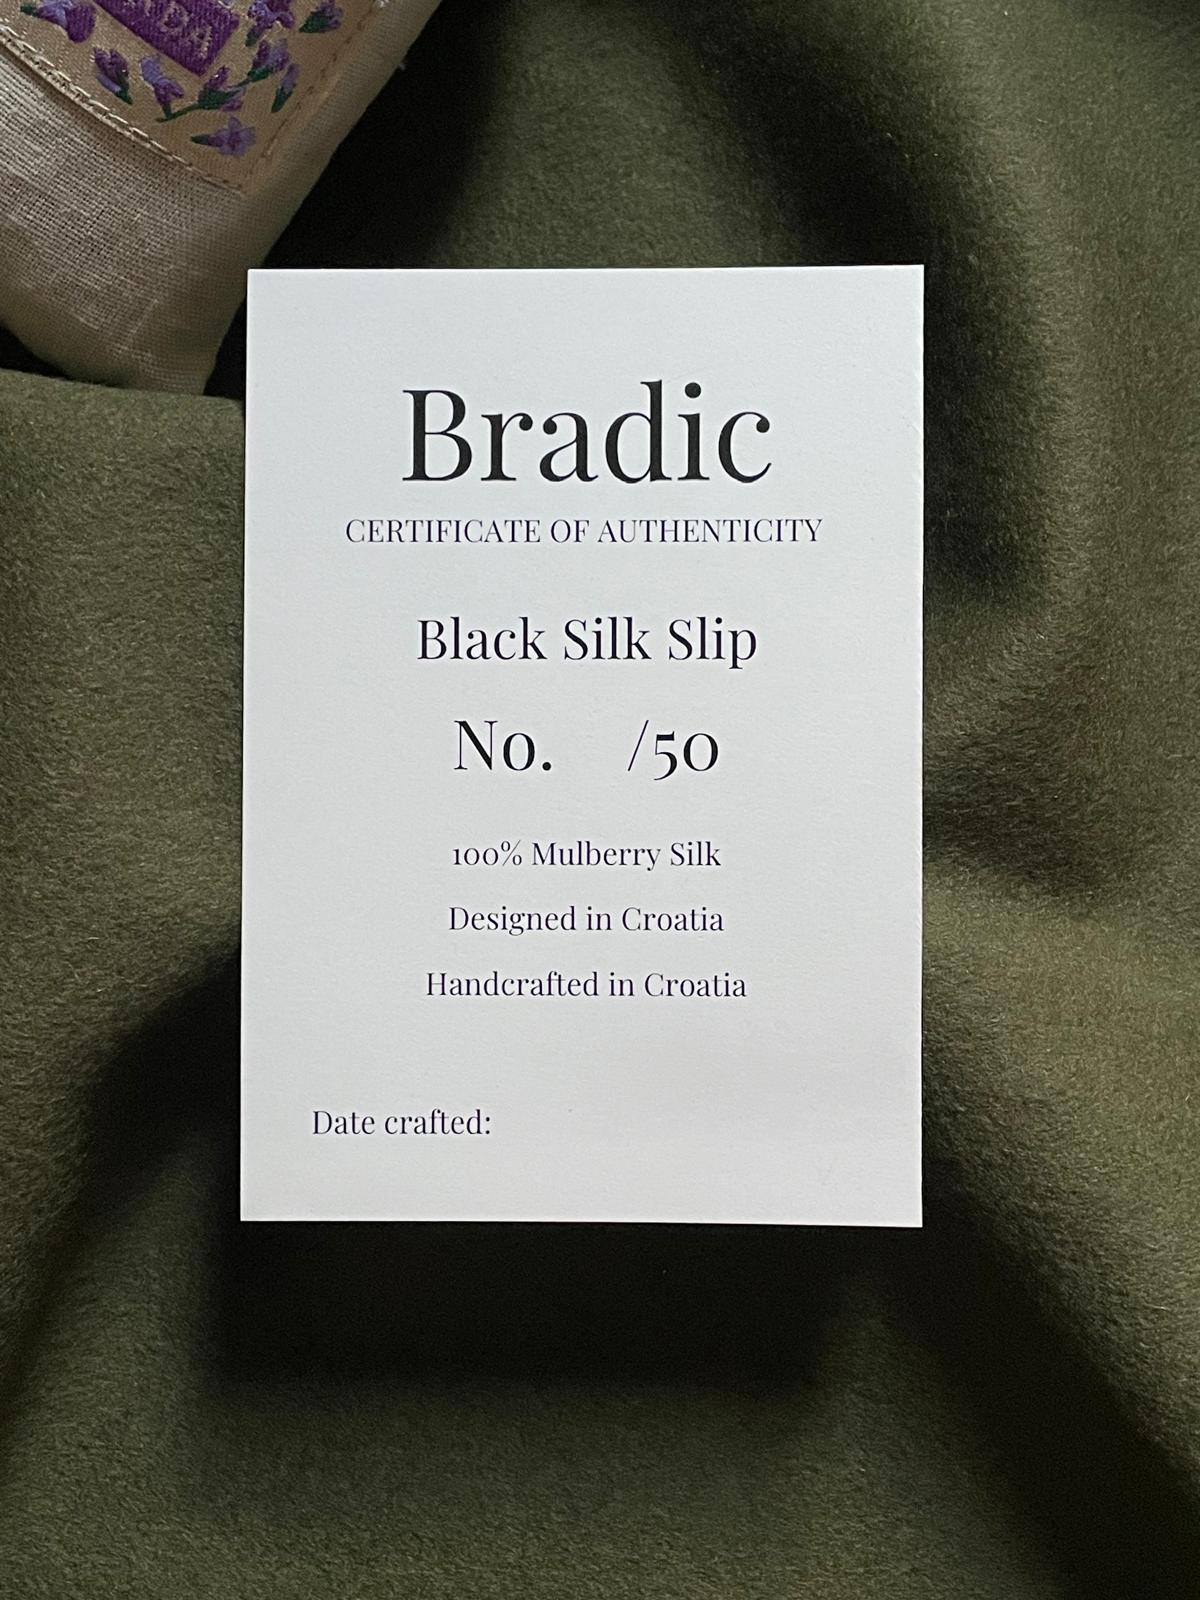 Bradic
CERTIFICATE OF AUTHENTICITY
Black Silk Slip
No. /50
100% Mulberry Silk
Designed in Croatia
Handcrafted in Croatia
Date crafted: